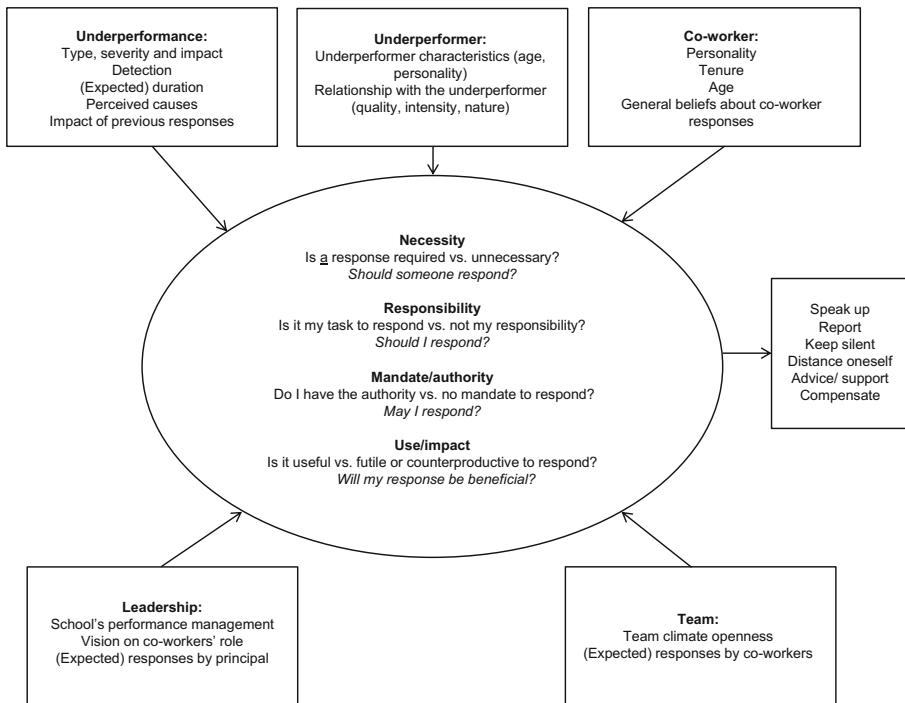 Underperformance:
Type, severity and impact
Detection
(Expected) duration
Perceived causes
Impact of previous responses
Underperformer:
Underperformer characteristics (age,
personality)
Relationship with the underperformer
(quality, intensity, nature)
Co-worker:
Personality
Tenure
Age
General beliefs about co-worker
responses
Necessity
Is a response required vs. unnecessary?
Should someone respond?
Responsibility
Is it my task to respond vs. not my responsibility?
Should I respond?
Mandate/authority
Do I have the authority vs. no mandate to respond?
May I respond?
Use/impact
Is it useful vs. futile or counterproductive to respond?
Will my response be beneficial?
Speak up
Report
Keep silent
Distance oneself
Advice/ support
Compensate
Leadership:
School's performance management
Vision on co-workers' role
(Expected) responses by principal
Team:
Team climate openness
(Expected) responses by co-workers